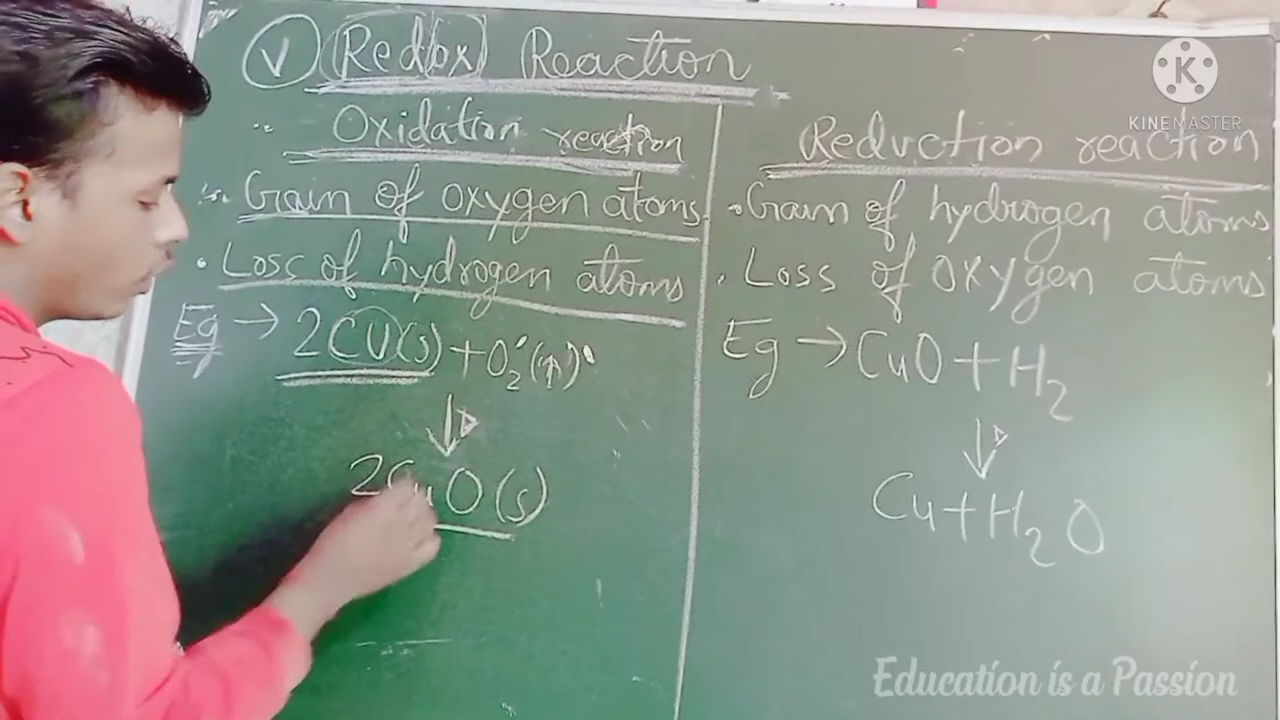 V Redox Reaction
KINEMASTER
Oxidation reaction
Gain of oxygen atoms
Loss of hydrogen atoms
Eg → 2CU(s) + O2(↑)
↓ Δ
2CuO(s)
Reduction reaction
Gain of hydrogen atoms
Loss of oxygen atoms
Eg → CuO + H2
↓ Δ
Cu + H2O
Education is a Passion